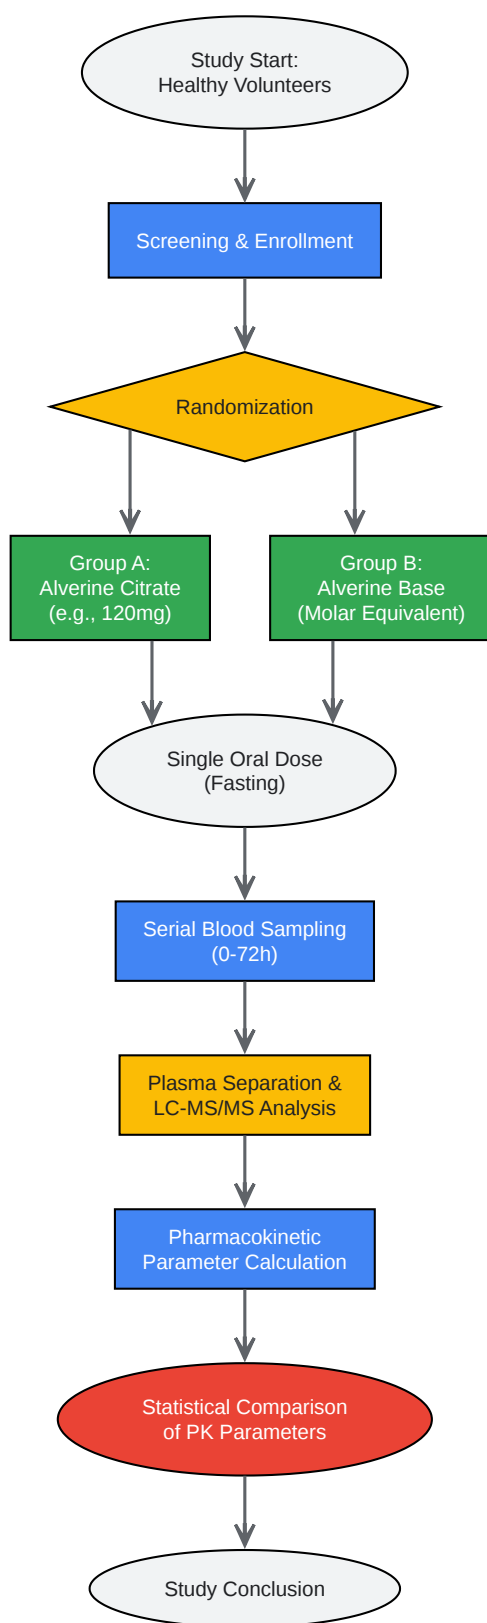 Study Start:
Healthy Volunteers
Screening & Enrollment
Randomization
Group A:
Alverine Citrate
(e.g., 120mg)
Group B:
Alverine Base
(Molar Equivalent)
Single Oral Dose
(Fasting)
Serial Blood Sampling
(0-72h)
Plasma Separation &
LC-MS/MS Analysis
Pharmacokinetic
Parameter Calculation
Statistical Comparison
of PK Parameters
Study Conclusion